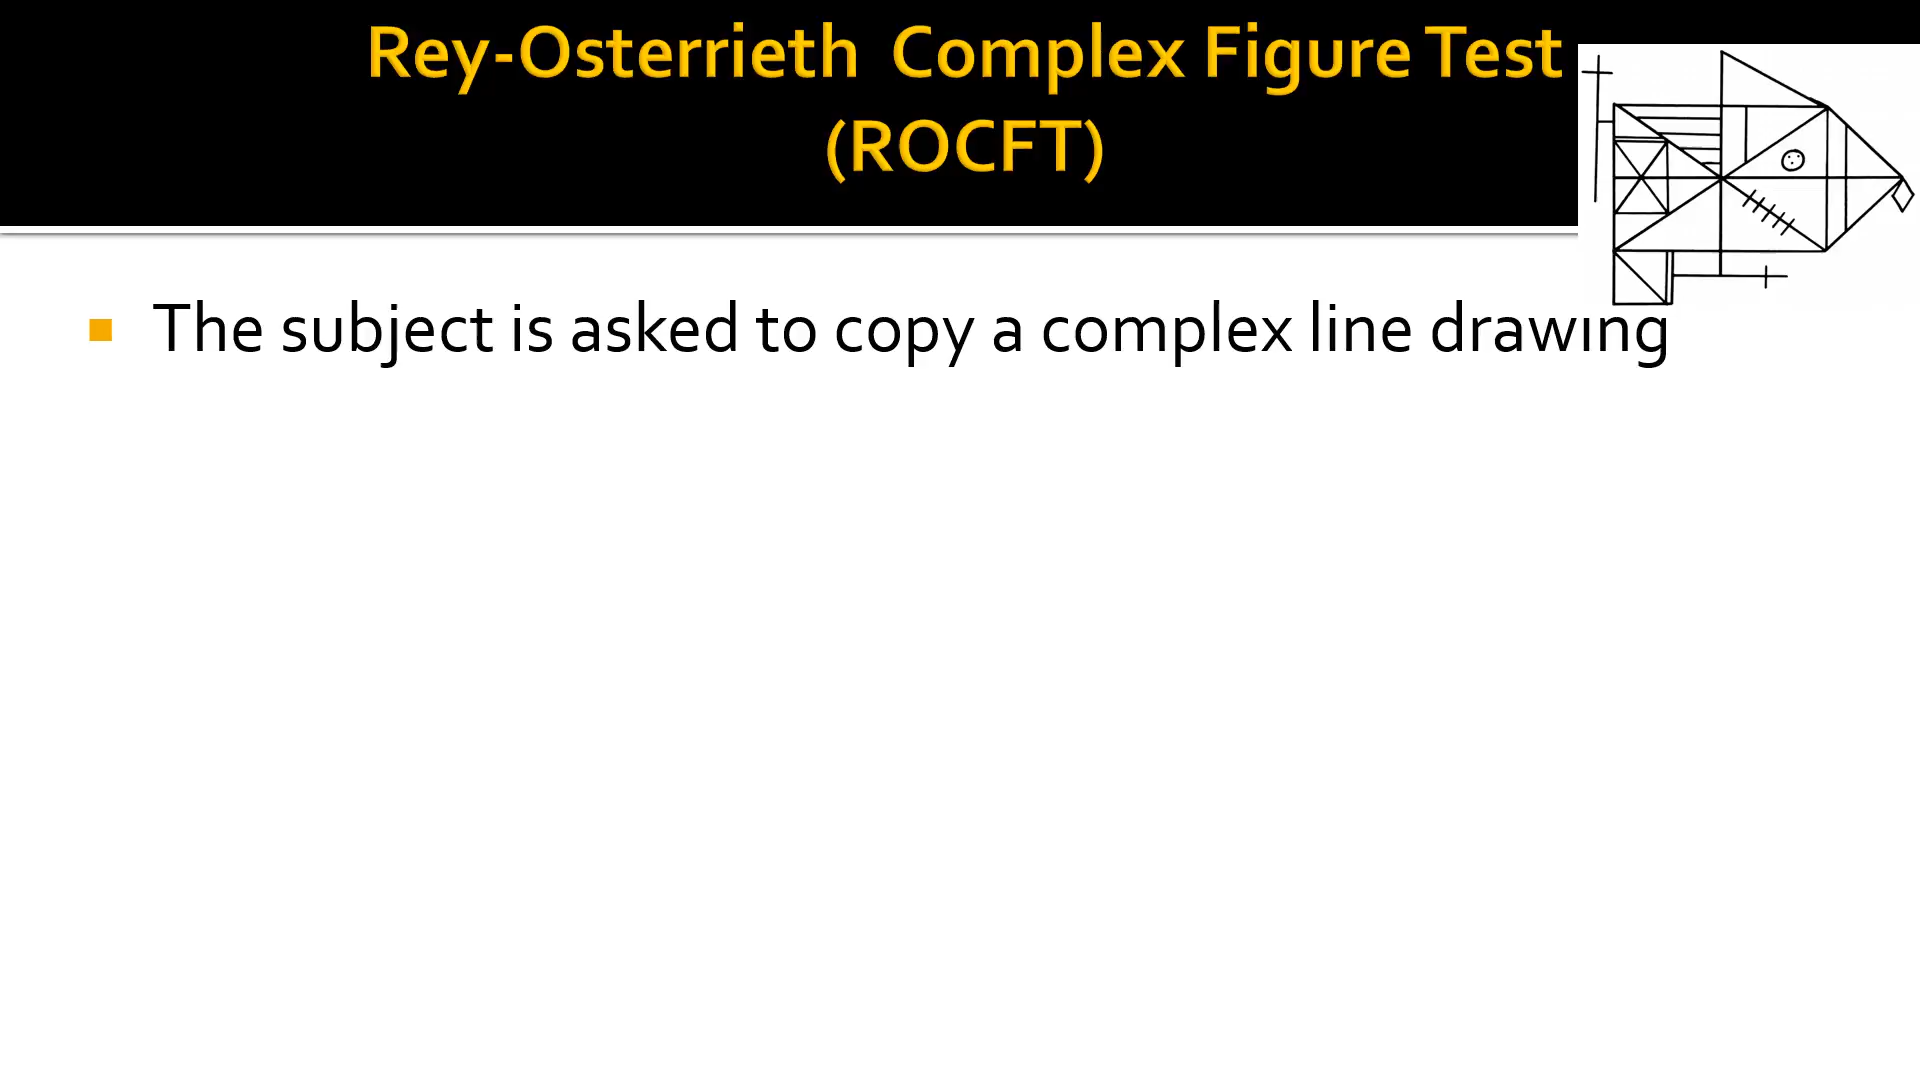 Rey-Osterrieth Complex Figure Test
(ROCFT)
The subject is asked to copy a complex line drawing